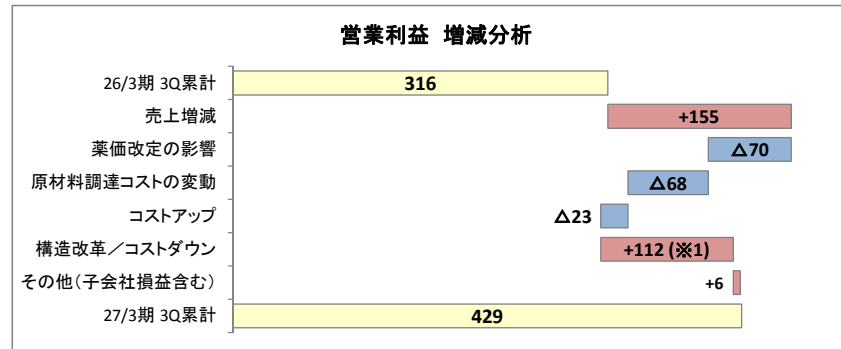 営業利益 増減分析
26/3期 3Q累計 316
売上増減 +155
薬価改定の影響 △70
原材料調達コストの変動 △68
コストアップ △23
構造改革／コストダウン +112 (※1)
その他（子会社損益含む） +6
27/3期 3Q累計 429